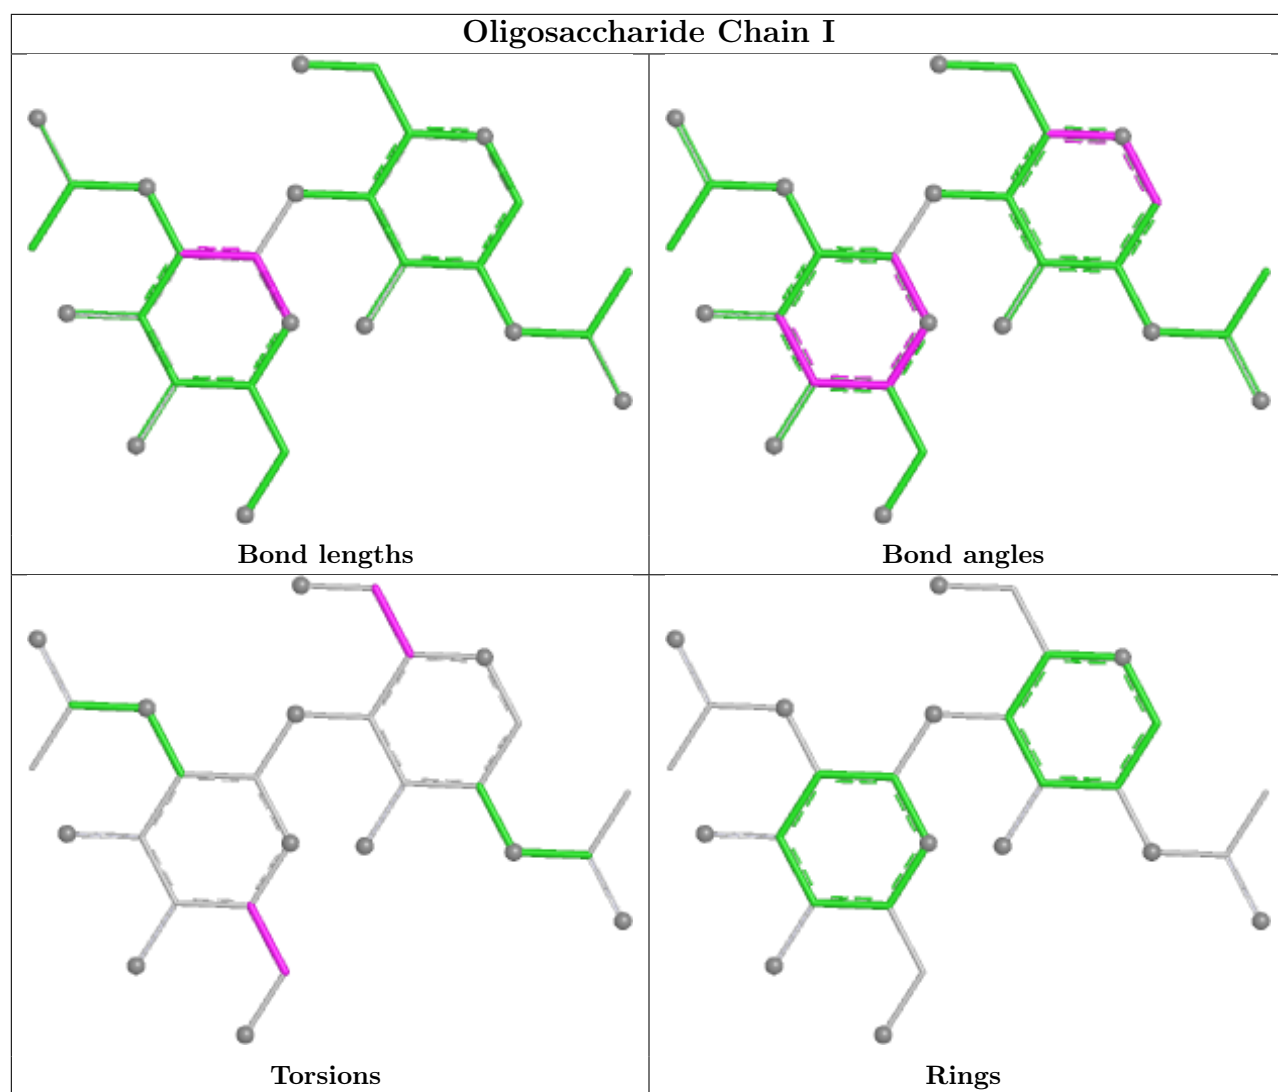 Oligosaccharide Chain I
Bond lengths
Bond angles
Torsions
Rings